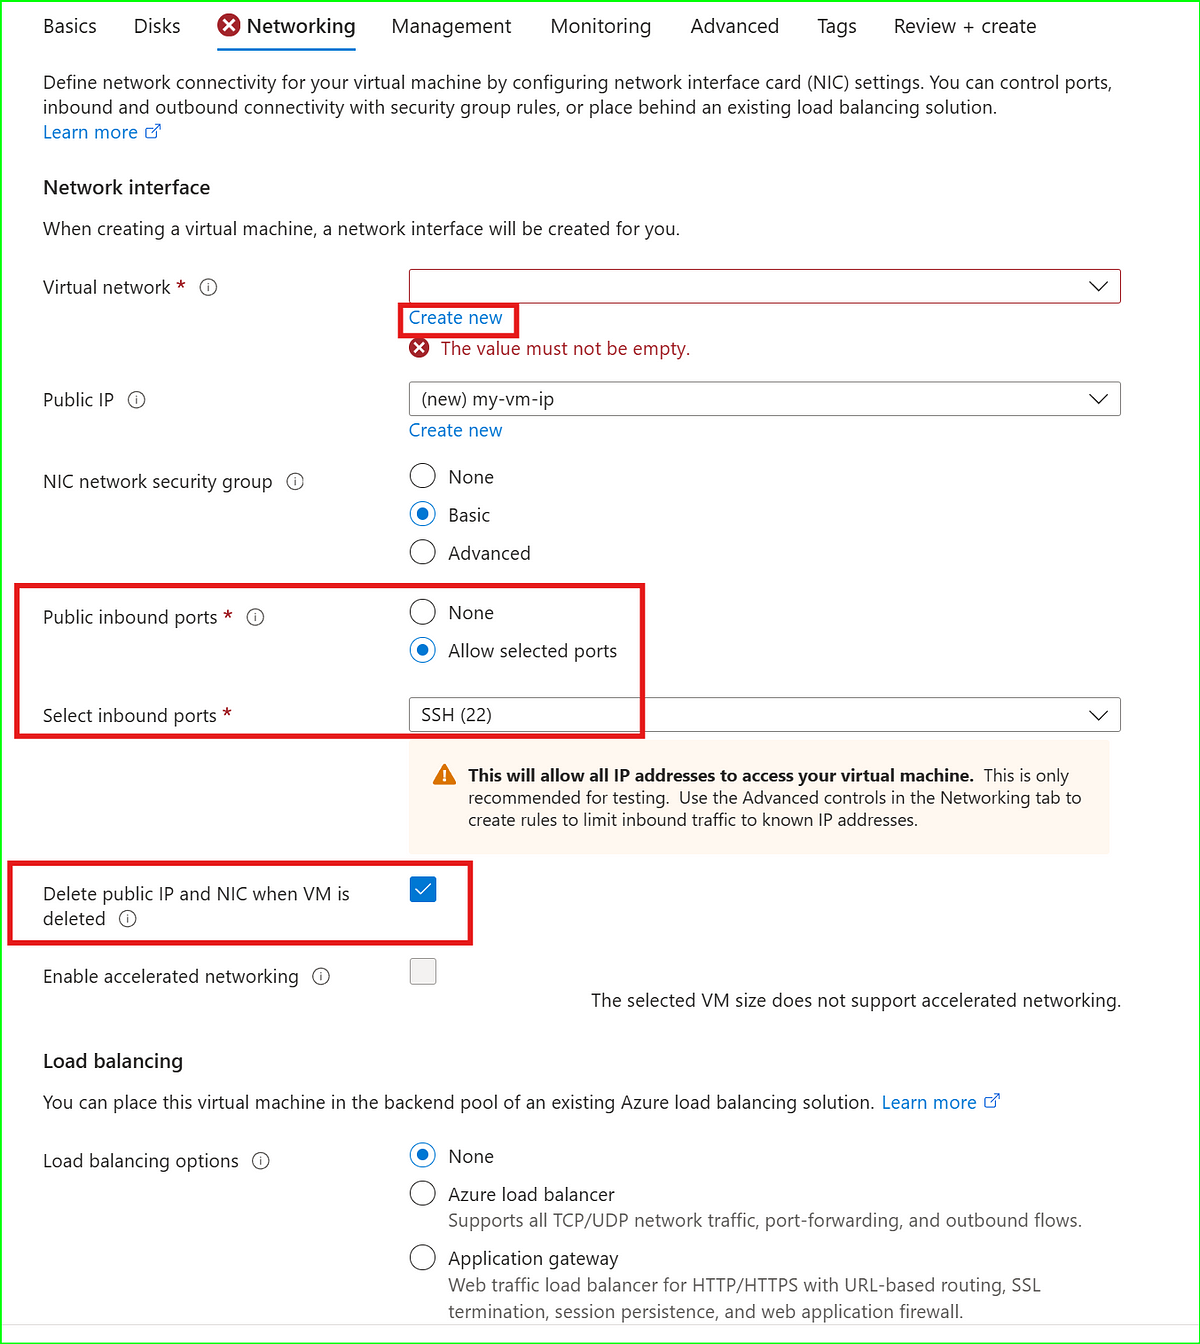 Basics Disks Networking Management Monitoring Advanced Tags Review + create
Define network connectivity for your virtual machine by configuring network interface card (NIC) settings. You can control ports,
inbound and outbound connectivity with security group rules, or place behind an existing load balancing solution.
Learn more
Network interface
When creating a virtual machine, a network interface will be created for you.
Virtual network *
Create new
The value must not be empty.
Public IP
(new) my-vm-ip
Create new
NIC network security group
None
Basic
Advanced
Public inbound ports *
None
Allow selected ports
Select inbound ports *
SSH (22)
This will allow all IP addresses to access your virtual machine. This is only
recommended for testing. Use the Advanced controls in the Networking tab to
create rules to limit inbound traffic to known IP addresses.
Delete public IP and NIC when VM is
deleted
Enable accelerated networking
The selected VM size does not support accelerated networking.
Load balancing
You can place this virtual machine in the backend pool of an existing Azure load balancing solution. Learn more
Load balancing options
None
Azure load balancer
Supports all TCP/UDP network traffic, port-forwarding, and outbound flows.
Application gateway
Web traffic load balancer for HTTP/HTTPS with URL-based routing, SSL
termination, session persistence, and web application firewall.